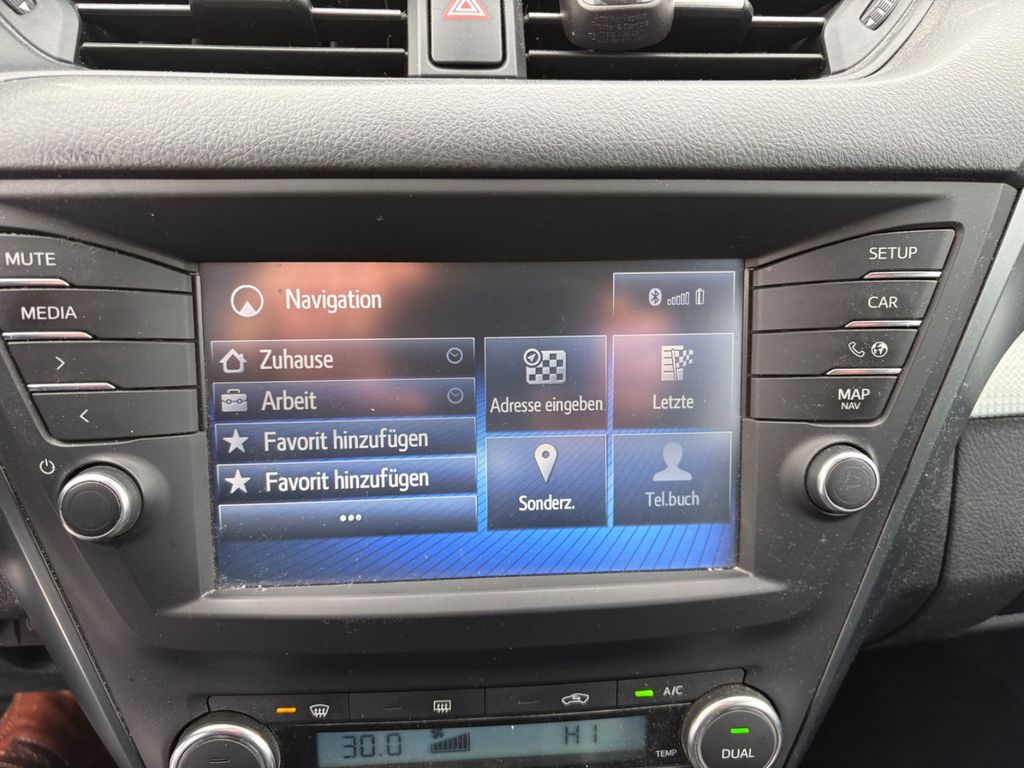 MUTE
MEDIA
>
<
Navigation
Zuhause
Arbeit
Favorit hinzufügen
Favorit hinzufügen
•••
Adresse eingeben
Letzte
Sonderz.
Tel.buch
SETUP
CAR
MAP
NAV
A/C
30.0
HI
TEMP
DUAL